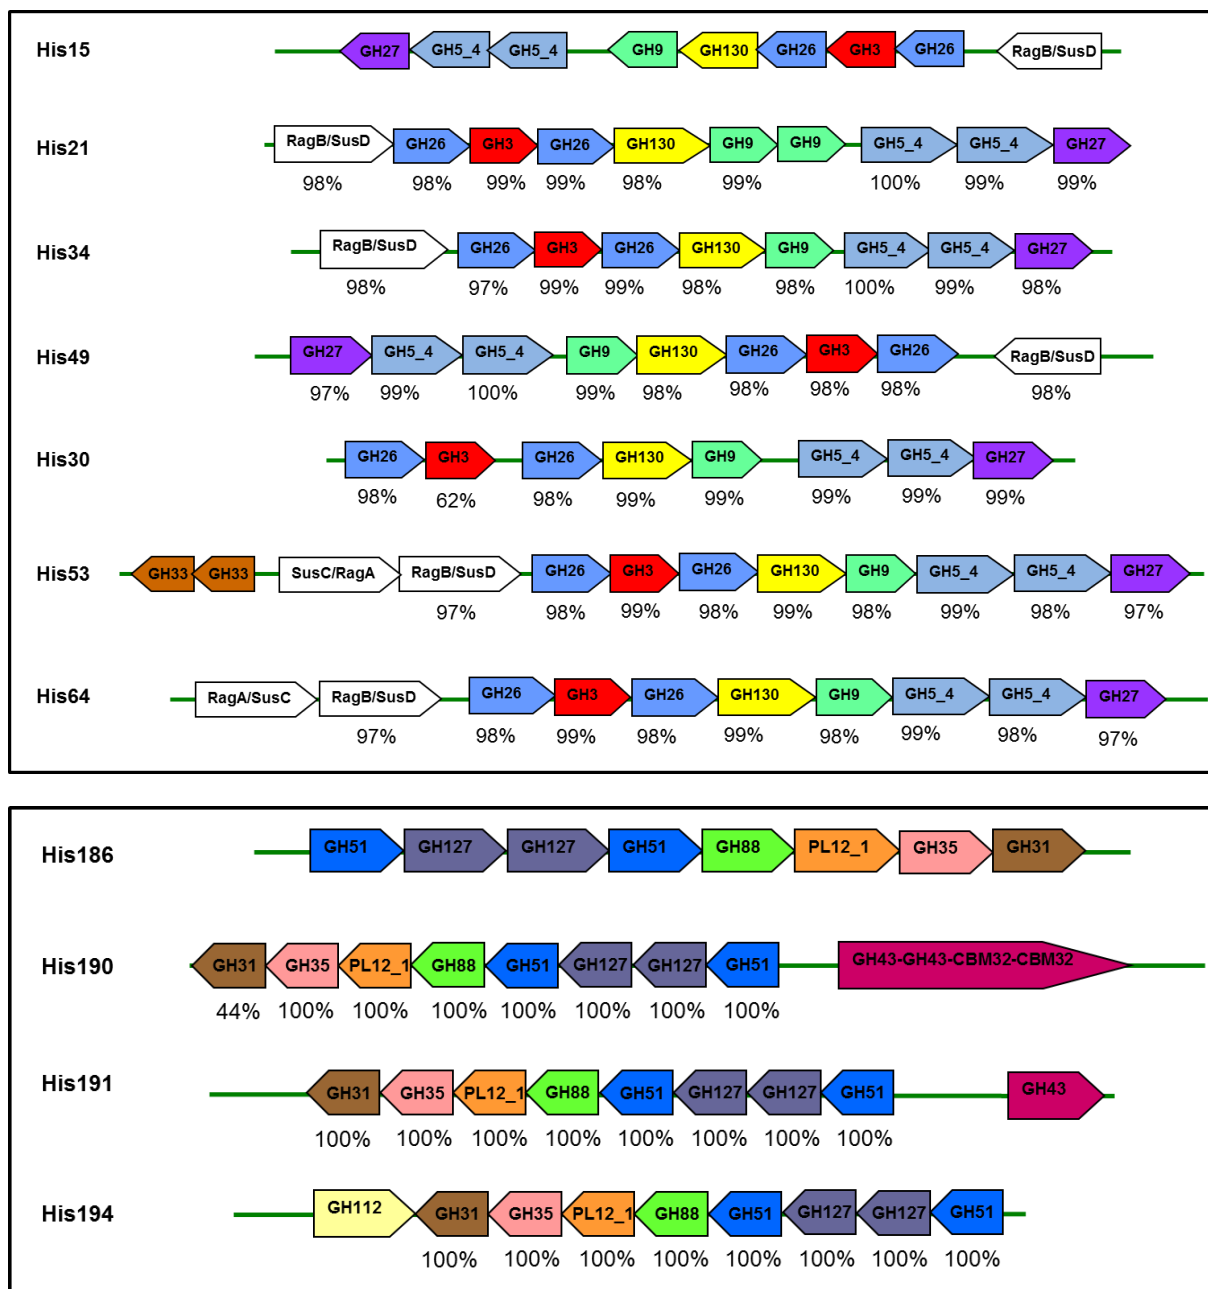 His15 GH27 GH5_4 GH5_4 GH9 GH130 GH26 GH3 GH26 RagB/SusD
His21 RagB/SusD GH26 GH3 GH26 GH130 GH9 GH9 GH5_4 GH5_4 GH27
98% 98% 99% 99% 98% 99% 100% 99% 99%
His34 RagB/SusD GH26 GH3 GH26 GH130 GH9 GH5_4 GH5_4 GH27
98% 97% 99% 99% 98% 98% 100% 99% 98%
His49 GH27 GH5_4 GH5_4 GH9 GH130 GH26 GH3 GH26 RagB/SusD
97% 99% 100% 99% 98% 98% 98% 98% 98%
His30 GH26 GH3 GH26 GH130 GH9 GH5_4 GH5_4 GH27
98% 62% 98% 99% 99% 99% 99% 99%
His53 GH33 GH33 SusC/RagA RagB/SusD GH26 GH3 GH26 GH130 GH9 GH5_4 GH5_4 GH27
97% 98% 99% 98% 99% 98% 99% 98% 97%
His64 RagA/SusC RagB/SusD GH26 GH3 GH26 GH130 GH9 GH5_4 GH5_4 GH27
97% 98% 99% 98% 99% 98% 99% 98% 97%
His186 GH51 GH127 GH127 GH51 GH88 PL12_1 GH35 GH31
His190 GH31 GH35 PL12_1 GH88 GH51 GH127 GH127 GH51 GH43-GH43-CBM32-CBM32
44% 100% 100% 100% 100% 100% 100% 100%
His191 GH31 GH35 PL12_1 GH88 GH51 GH127 GH127 GH51 GH43
100% 100% 100% 100% 100% 100% 100% 100%
His194 GH112 GH31 GH35 PL12_1 GH88 GH51 GH127 GH127 GH51
100% 100% 100% 100% 100% 100% 100% 100%